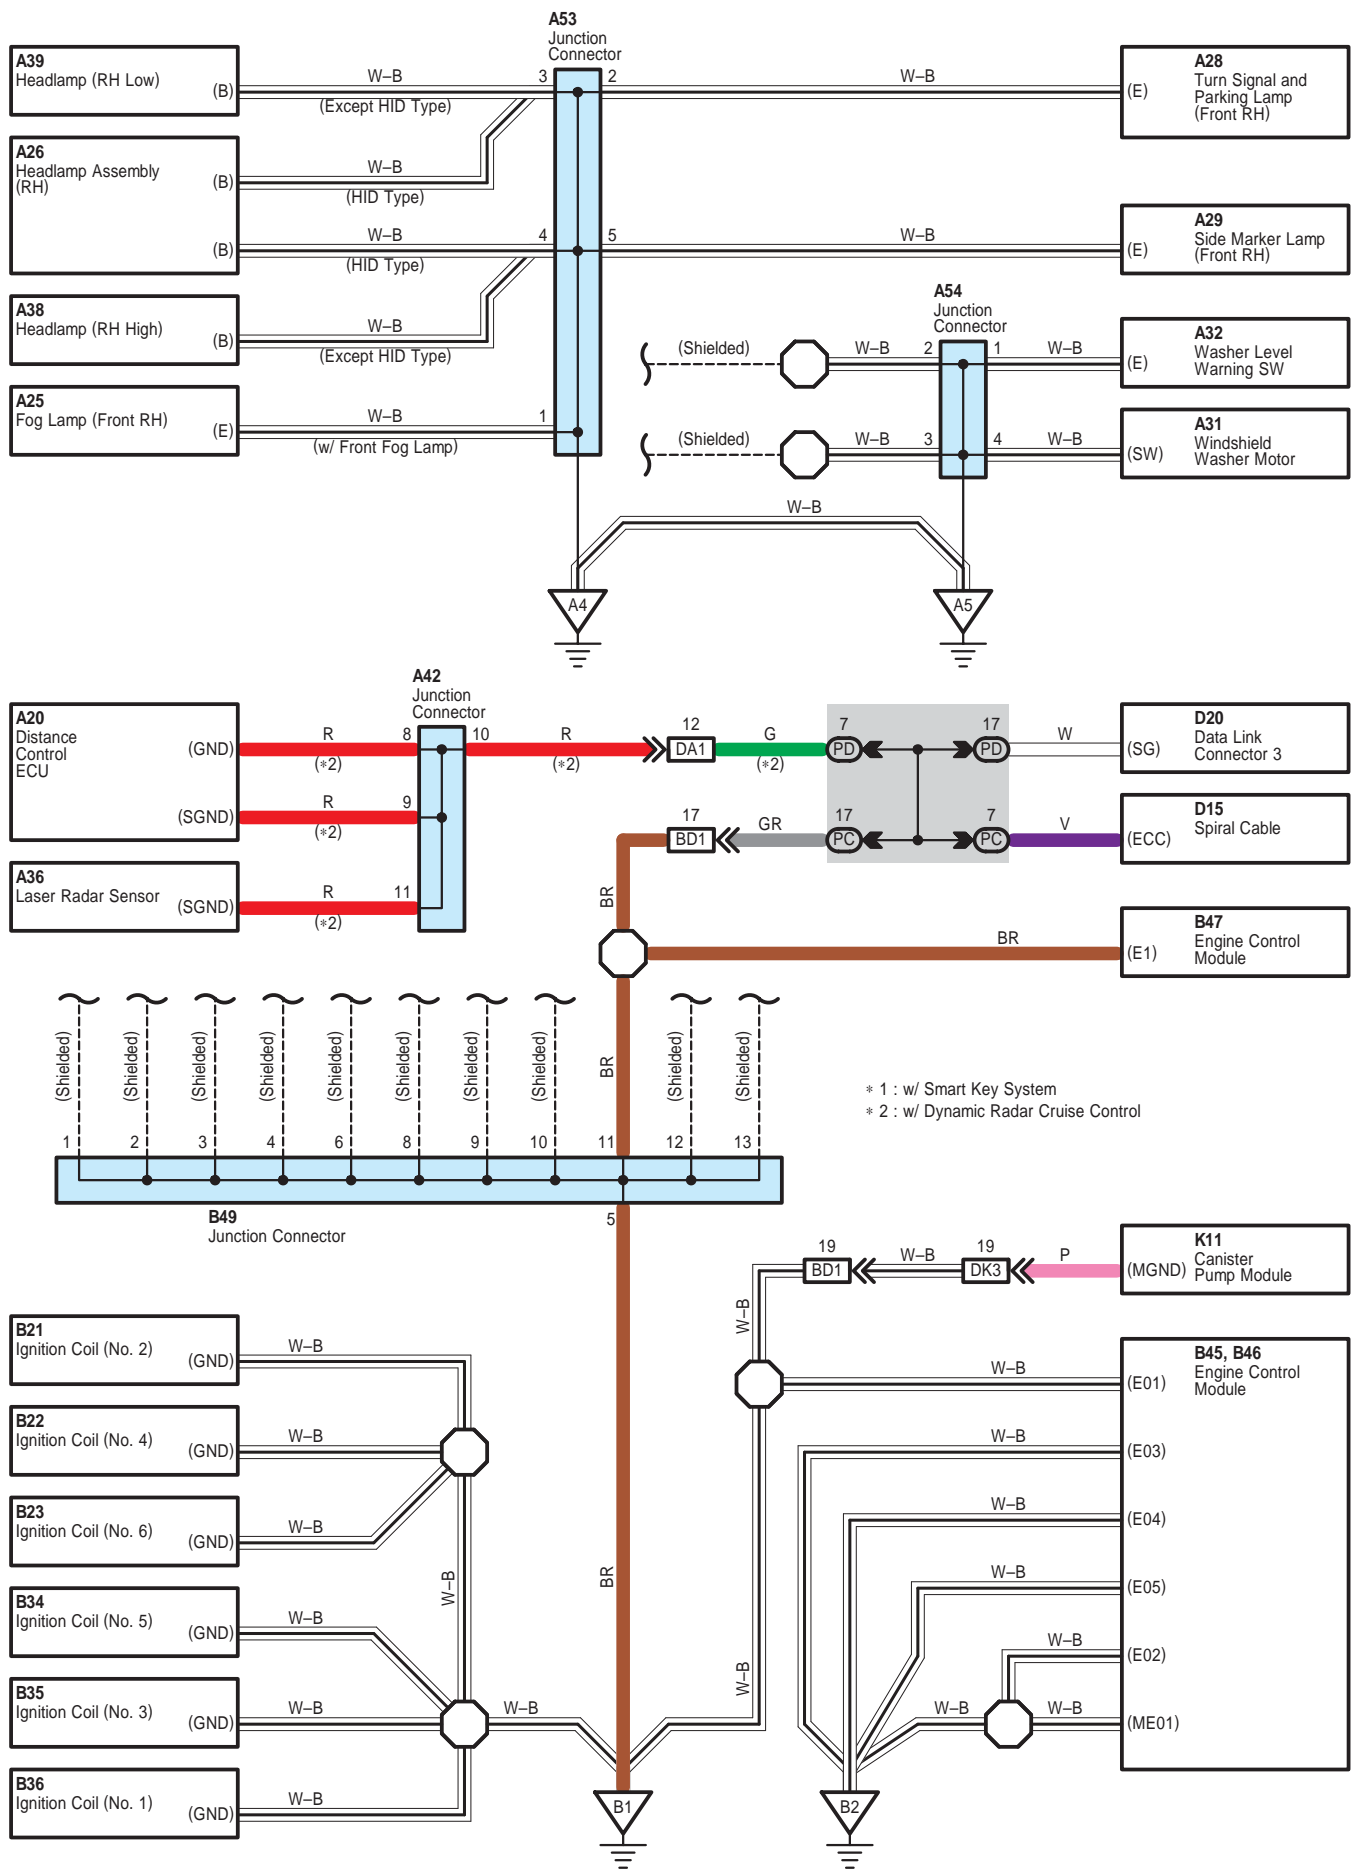 A53
Junction
Connector
A39
Headlamp (RH Low)
(B)
W–B
(Except HID Type)
3
2
W–B
(E)
A28
Turn Signal and
Parking Lamp
(Front RH)
A26
Headlamp Assembly
(RH)
(B)
W–B
(HID Type)
(B)
W–B
(HID Type)
4
5
W–B
(E)
A29
Side Marker Lamp
(Front RH)
A38
Headlamp (RH High)
(B)
W–B
(Except HID Type)
A54
Junction
Connector
(Shielded)
W–B
2
1
W–B
(E)
A32
Washer Level
Warning SW
A25
Fog Lamp (Front RH)
(E)
W–B
(w/ Front Fog Lamp)
1
(Shielded)
W–B
3
4
W–B
(SW)
A31
Windshield
Washer Motor
W–B
A4
A5
A42
Junction
Connector
A20
Distance
Control
ECU
(GND)
R
(∗2)
8
10
R
(∗2)
12
DA1
G
(∗2)
7
PD
17
PD
W
(SG)
D20
Data Link
Connector 3
(SGND)
R
(∗2)
9
17
BD1
GR
17
PC
7
PC
V
(ECC)
D15
Spiral Cable
A36
Laser Radar Sensor
(SGND)
R
(∗2)
11
BR
BR
(E1)
B47
Engine Control
Module
(Shielded)
(Shielded)
(Shielded)
(Shielded)
(Shielded)
(Shielded)
(Shielded)
(Shielded)
BR
(Shielded)
(Shielded)
∗ 1 : w/ Smart Key System
∗ 2 : w/ Dynamic Radar Cruise Control
1
2
3
4
6
8
9
10
11
12
13
B49
Junction Connector
5
19
BD1
W–B
19
DK3
P
(MGND)
K11
Canister
Pump Module
W–B
B21
Ignition Coil (No. 2)
(GND)
W–B
W–B
(E01)
B45, B46
Engine Control
Module
B22
Ignition Coil (No. 4)
(GND)
W–B
W–B
(E03)
B23
Ignition Coil (No. 6)
(GND)
W–B
W–B
(E04)
W–B
BR
W–B
(E05)
B34
Ignition Coil (No. 5)
(GND)
W–B
W–B
W–B
(E02)
B35
Ignition Coil (No. 3)
(GND)
W–B
W–B
W–B
W–B
(ME01)
B36
Ignition Coil (No. 1)
(GND)
W–B
B1
B2